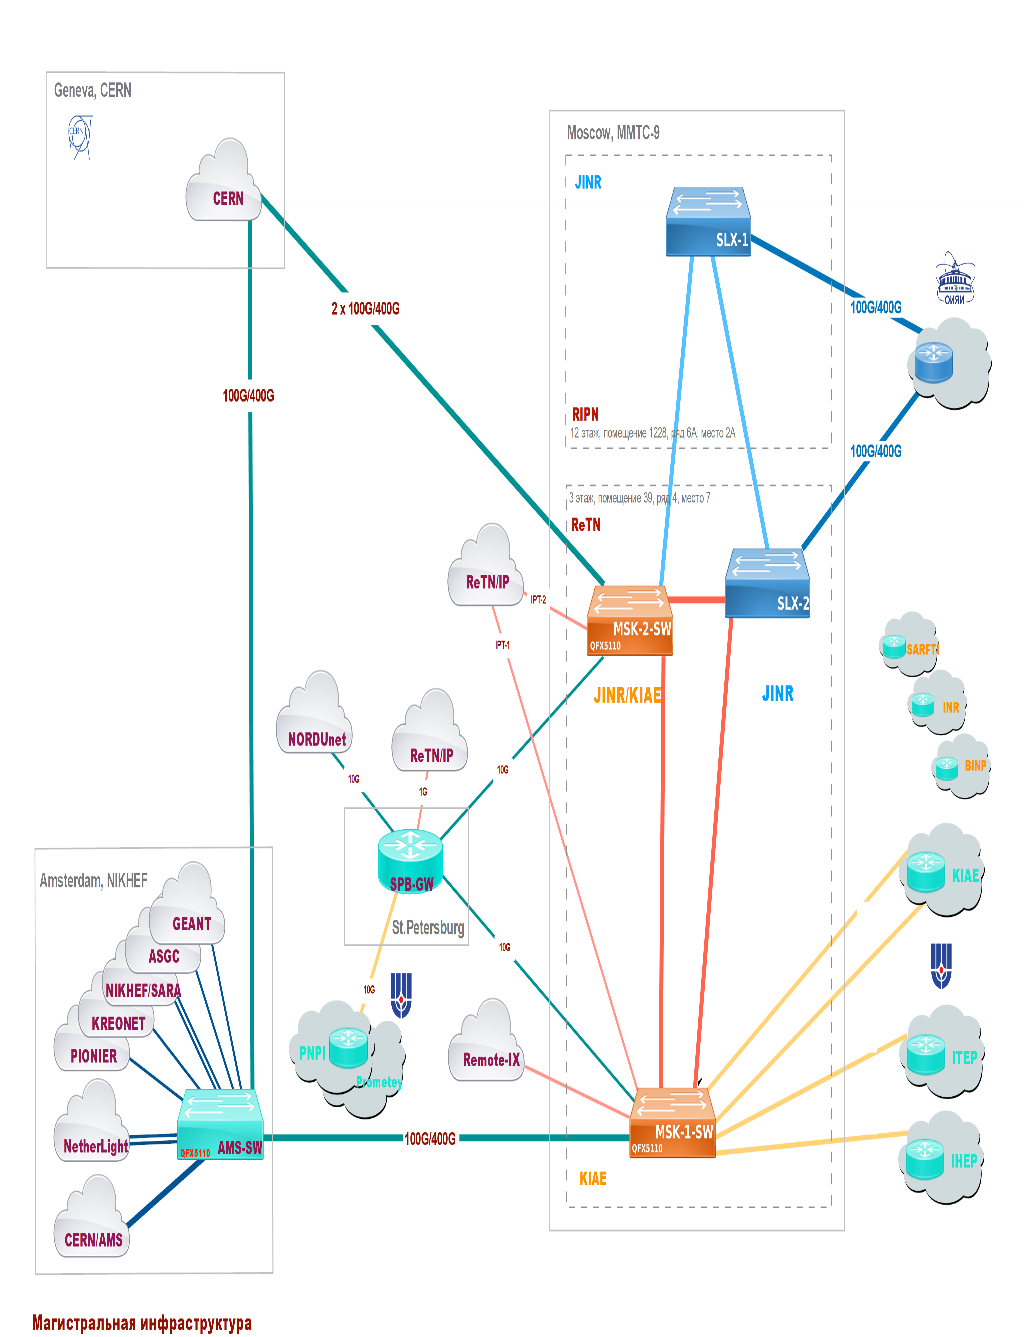 Geneva, CERN
CERN
CERN
Moscow, MMTC-9
JINR
SLX-1
ОИЯИ
2 x 100G/400G
100G/400G
100G/400G
RIPN
12 этаж, помещение 1228, ряд 6А, место 2А
100G/400G
3 этаж, помещение 39, ряд 4, место 7
ReTN
ReTN/IP
IPT-2
IPT-1
SLX-2
MSK-2-SW
QFX5110
JINR/KIAE
JINR
INR
BINP
NORDUnet
ReTN/IP
10G
1G
10G
SPB-GW
St.Petersburg
KIAE
10G
10G
Amsterdam, NIKHEF
GEANT
ASGC
NIKHEF/SARA
KREONET
PIONIER
PNPI
Prometey
Remote-IX
ITEP
NetherLight
QFX5110
AMS-SW
100G/400G
MSK-1-SW
QFX5110
IHEP
KIAE
CERN/AMS
Магистральная инфраструктура